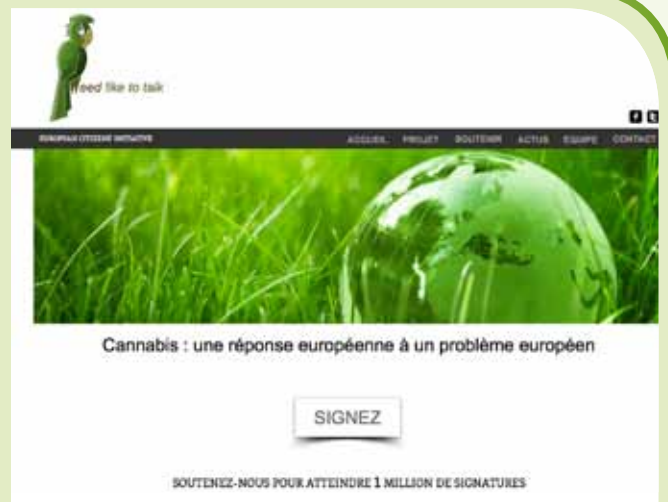 Weed like to talk
EUROPEAN CITIZENS' INITIATIVE
ACCUEIL PROJET SOUTENIR ACTUS EQUIPE CONTACT
Cannabis : une réponse européenne à un problème européen
SIGNEZ
SOUTENEZ-NOUS POUR ATTEINDRE 1 MILLION DE SIGNATURES